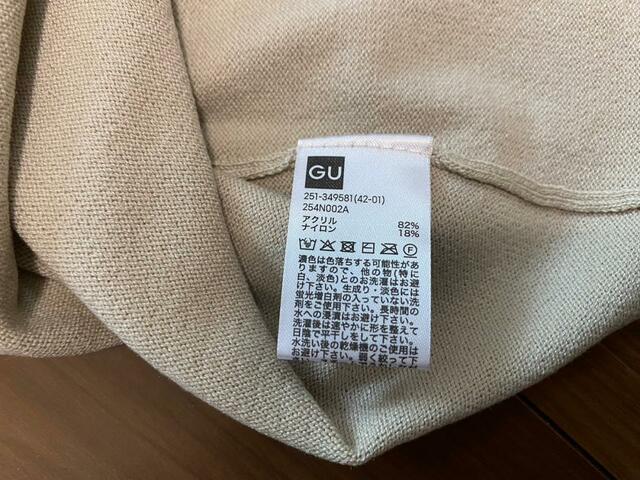 GU
251-349581(42-01)
254N002A
アクリル 82%
ナイロン 18%
濃色は色落ちする可能性があ
りますので、他の物(特に
白、淡色)とのお洗濯はお避
け下さい。生成り・淡色には
蛍光増白剤の入っていない洗
剤をご使用下さい。長時間の
水への浸漬はお避け下さい。
洗濯後は速やかに形を整えて
日陰で平干しをして下さい。
水洗い後の乾燥機のご使用は
お避け下さい。